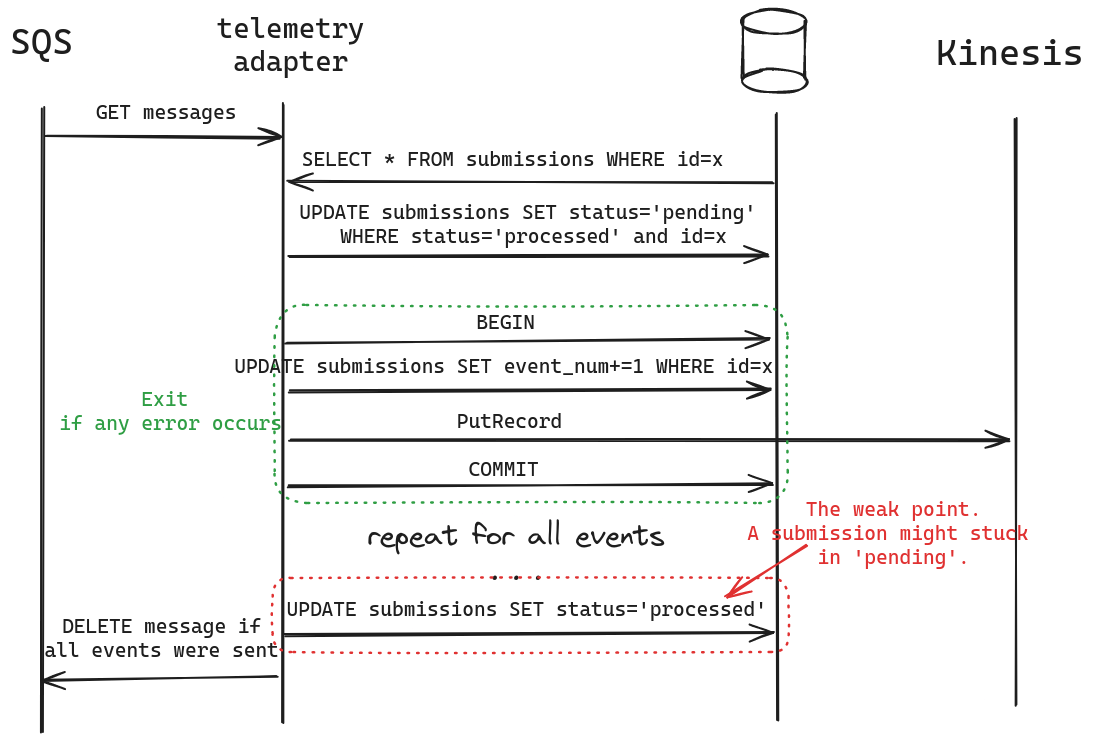 SQS
telemetry
adapter
Kinesis
GET messages
SELECT * FROM submissions WHERE id=x
UPDATE submissions SET status='pending'
WHERE status='processed' and id=x
BEGIN
UPDATE submissions SET event_num+=1 WHERE id=x
Exit
if any error occurs
PutRecord
COMMIT
The weak point.
A submission might stuck
in 'pending'.
repeat for all events
...
UPDATE submissions SET status='processed'
DELETE message if
all events were sent